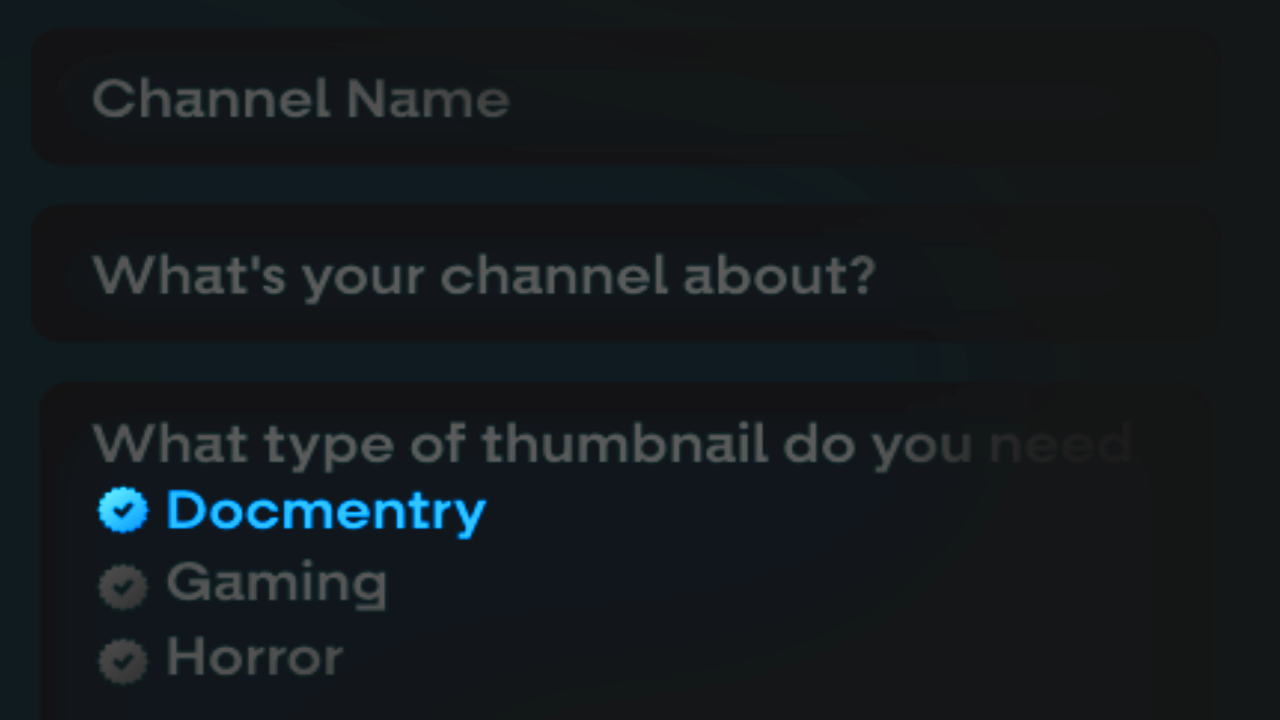 Channel Name
What's your channel about?
What type of thumbnail do you need
Docmentry
Gaming
Horror